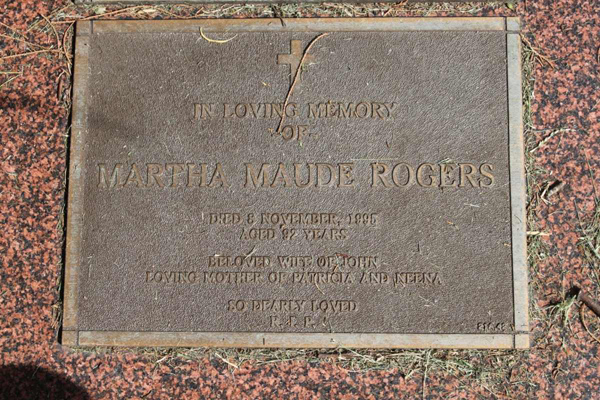 IN LOVING MEMORY
OF
MARTHA MAUDE ROGERS
DIED 8 NOVEMBER, 1995
AGED 92 YEARS
BELOVED WIFE OF JOHN
LOVING MOTHER OF PATRICIA AND NEENA
SO DEARLY LOVED
R.I.P.